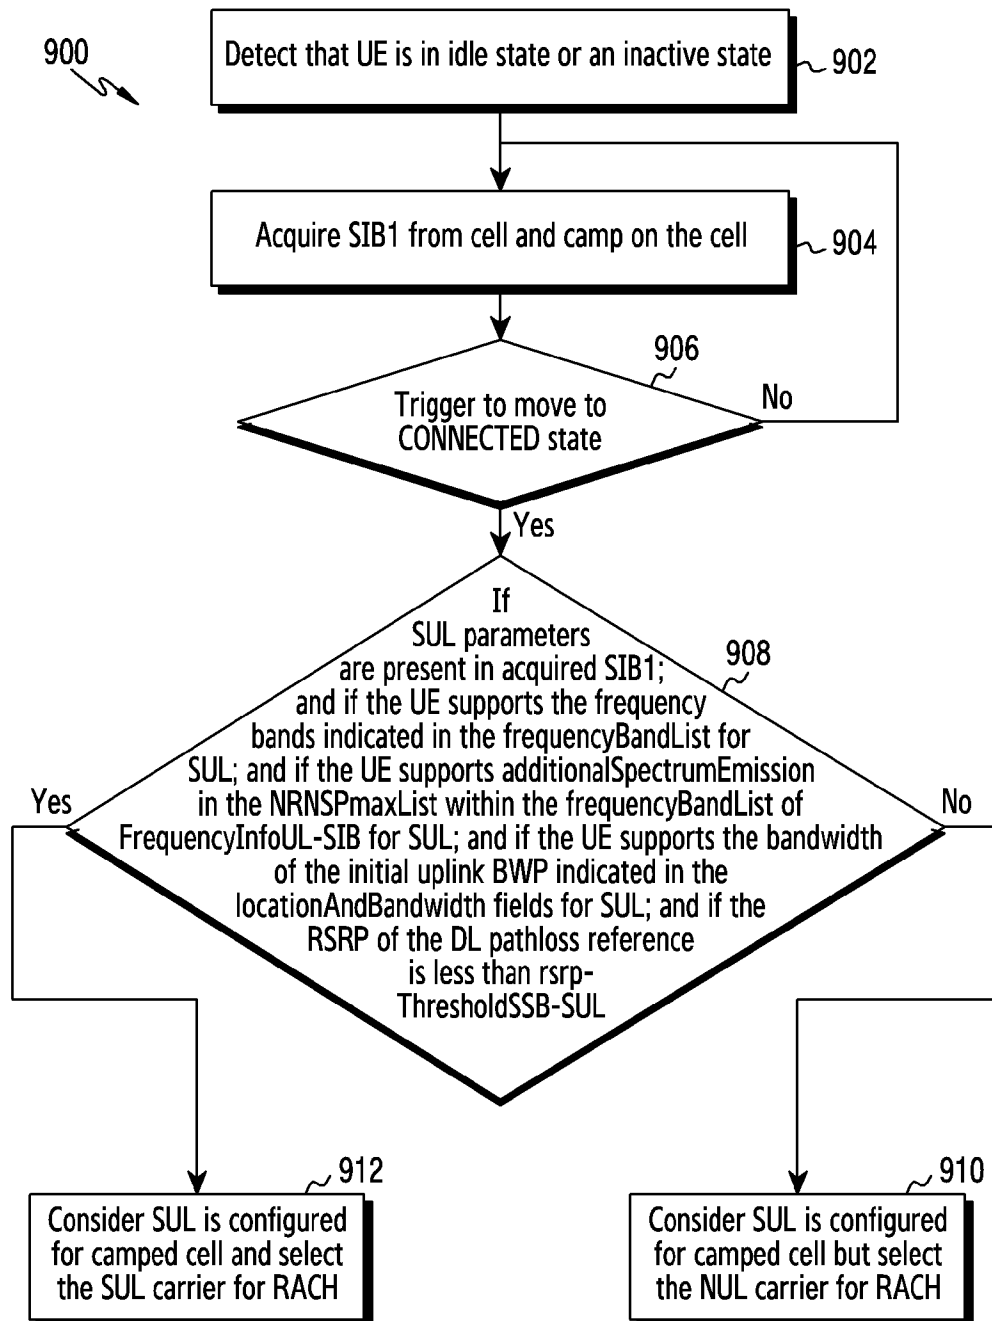 900
Detect that UE is in idle state or an inactive state
902
Acquire SIB1 from cell and camp on the cell
904
906
Trigger to move to
CONNECTED state
No
Yes
If
SUL parameters
are present in acquired SIB1;
908
and if the UE supports the frequency
bands indicated in the frequencyBandList for
SUL; and if the UE supports additionalSpectrumEmission
in the NRNSPmaxList within the frequencyBandList of
FrequencyInfoUL-SIB for SUL; and if the UE supports the bandwidth
of the initial uplink BWP indicated in the
locationAndBandwidth fields for SUL; and if the
RSRP of the DL pathloss reference
is less than rsrp-
ThresholdSSB-SUL
Yes
No
912
Consider SUL is configured
for camped cell and select
the SUL carrier for RACH
910
Consider SUL is configured
for camped cell but select
the NUL carrier for RACH